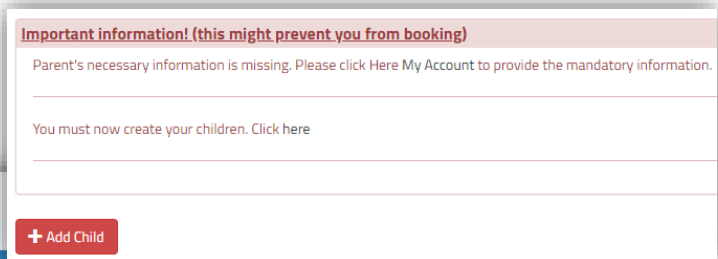 Important information! (this might prevent you from booking)
Parent's necessary information is missing. Please click Here My Account to provide the mandatory information.
You must now create your children. Click here
+ Add Child